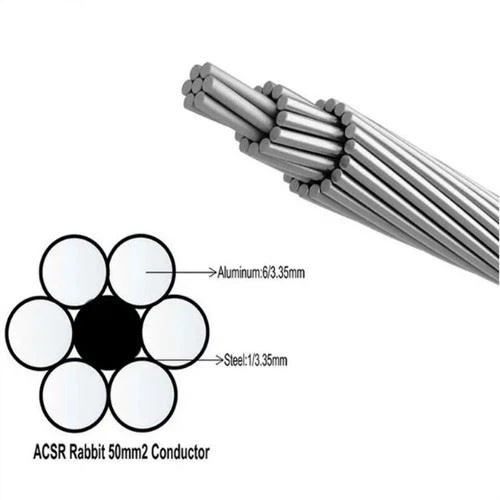 Aluminum:6/3.35mm
Steel:1/3.35mm
ACSR Rabbit 50mm2 Conductor